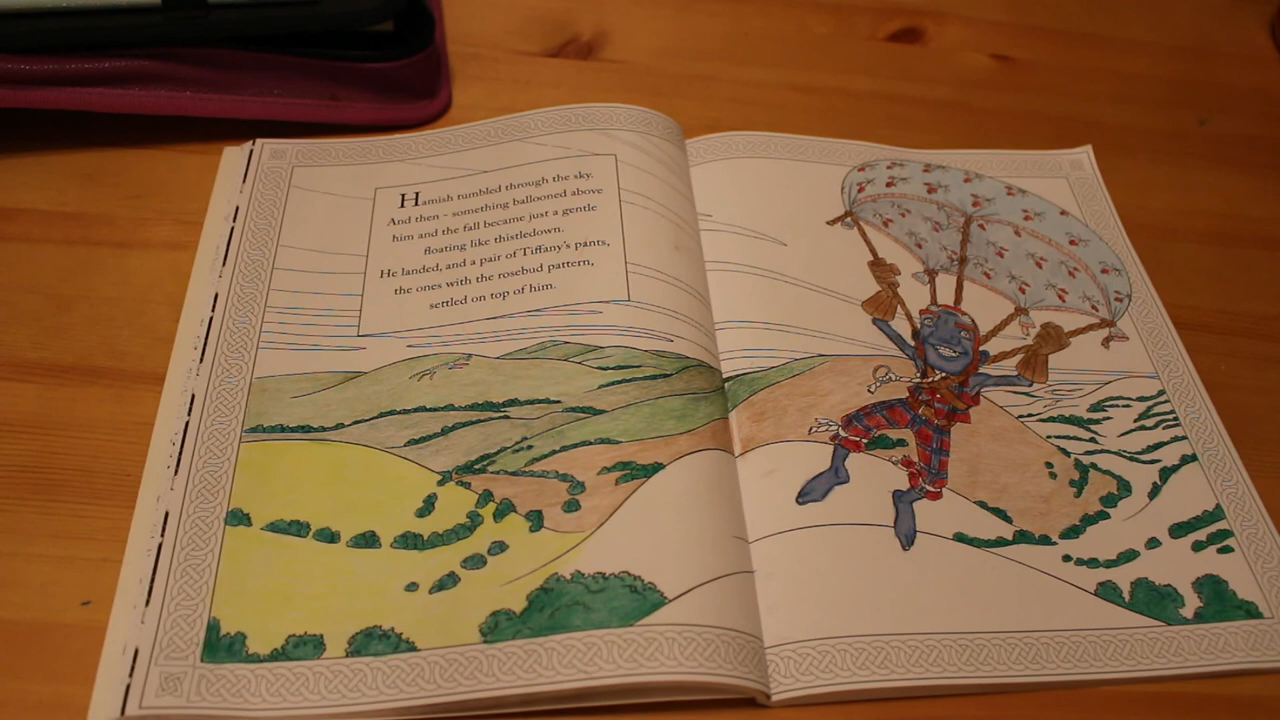 Hamish tumbled through the sky.
And then – something ballooned above
him and the fall became just a gentle
floating like thistledown.
He landed, and a pair of Tiffany's pants,
the ones with the rosebud pattern,
settled on top of him.